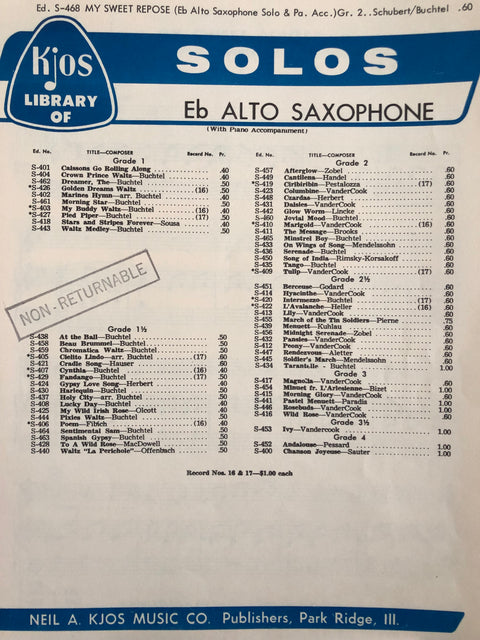 Ed. S-468 MY SWEET REPOSE (Eb Alto Saxophone Solo & Pa. Acc.) Gr. 2. . Schubert/Buchtel .60
Kjos
LIBRARY
OF
SOLOS
Eb ALTO SAXOPHONE
(With Piano Accompaniment)
Ed. No. TITLE—COMPOSER Record No. Pr.
Grade 1
S-401 Caissons Go Rolling Along .40
S-404 Crown Prince Waltz—Buchtel .40
S-462 Dreamer, The—Buchtel .50
*S-426 Golden Dreams Waltz (16) .50
S-402 Marines Hymn—arr. Buchtel .40
S-461 Morning Star—Buchtel .50
*S-403 My Buddy Waltz (16) .40
*S-427 Pied Piper—Buchtel (17) .50
S-418 Stars and Stripes Forever—Sousa .40
S-443 Waltz Medley—Buchtel .50
NON-RETURNABLE
Grade 1½
S-438 At the Ball—Buchtel .50
S-458 Beau Brummel—Buchtel .50
S-459 Chromatica Waltz—Buchtel .50
*S-405 Cielito Lindo—arr. Buchtel (17) .60
S-421 Cradle Song—Hauser .60
*S-407 Cynthia—Buchtel (16) .40
*S-429 Fandango—Buchtel (17) .50
S-424 Gypsy Love Song—Herbert .40
S-430 Harlequin—Buchtel .50
S-437 Holy City—arr. Buchtel .50
S-408 Lucky Day—Buchtel .40
S-425 My Wild Irish Rose—Olcott .40
S-444 Pixies Waltz—Buchtel .50
*S-406 Poem—Fibich (16) .40
S-464 Sentimental Sam—Buchtel .50
S-463 Spanish Gypsy—Buchtel .50
S-428 To A Wild Rose—MacDowell .50
S-440 Waltz "La Perichole"—Offenbach .50
Ed. No. TITLE—COMPOSER Record No. Pr.
Grade 2
S-457 Afterglow—Zobel .60
S-449 Cantilena—Handel .60
*S-419 Ciribiribin—Pestalozza (17) .60
S-423 Columbine—VanderCook .60
S-448 Czardas—Herbert .60
S-431 Daisies—VanderCook .60
S-442 Glow Worm—Lincke .60
S-460 Jovial Mood—Buchtel .60
*S-410 Marigold—VanderCook (16) .60
S-411 The Message—Brooks .60
S-465 Minstrel Boy—Buchtel .60
S-433 On Wings of Song—Mendelssohn .60
S-436 Serenade—Buchtel .60
S-450 Song of India—Rimsky-Korsakoff .60
S-435 Tango—Buchtel .60
*S-409 Tulip—VanderCook (17) .60
Grade 2½
S-451 Berceuse—Godard .60
S-414 Hyacinthe—VanderCook .60
*S-420 Intermezzo—Buchtel (17) .60
*S-422 L'Avalanche—Heller (16) .60
S-413 Lily—VanderCook .60
S-455 March of the Tin Soldiers—Pierne .75
S-439 Menuett—Kuhlau .60
S-456 Midnight Serenade—Zobel .60
S-432 Pansies—VanderCook .60
S-412 Peony—VanderCook .60
S-447 Rendezvous—Aletter .60
S-445 Soldier's March—Mendelssohn .60
S-434 Tarantelle—Buchtel 1.00
Grade 3
S-417 Magnolia—VanderCook .60
S-454 Minuet fr. L'Arlesienne—Bizet 1.00
S-415 Morning Glory—VanderCook .60
S-441 Pastel Menuett—Paradis 1.00
S-446 Rosebuds—VanderCook 1.00
S-416 Wild Rose—VanderCook .60
Grade 3½
S-453 Ivy—Vandercook 1.00
Grade 4
S-452 Andalouse—Pessard 1.00
S-400 Chanson Joyeuse—Sauter 1.00
Record Nos. 16 & 17—$1.00 each
NEIL A. KJOS MUSIC CO. Publishers, Park Ridge, Ill.